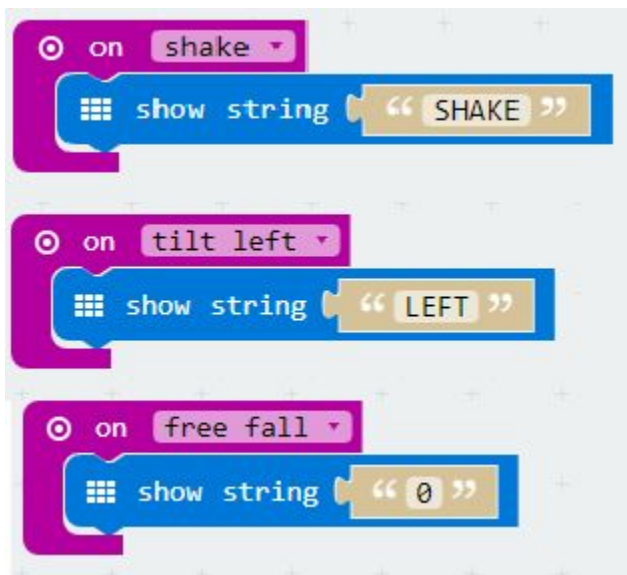 on shake
show string “ SHAKE ”
on tilt left
show string “ LEFT ”
on free fall
show string “ 0 ”